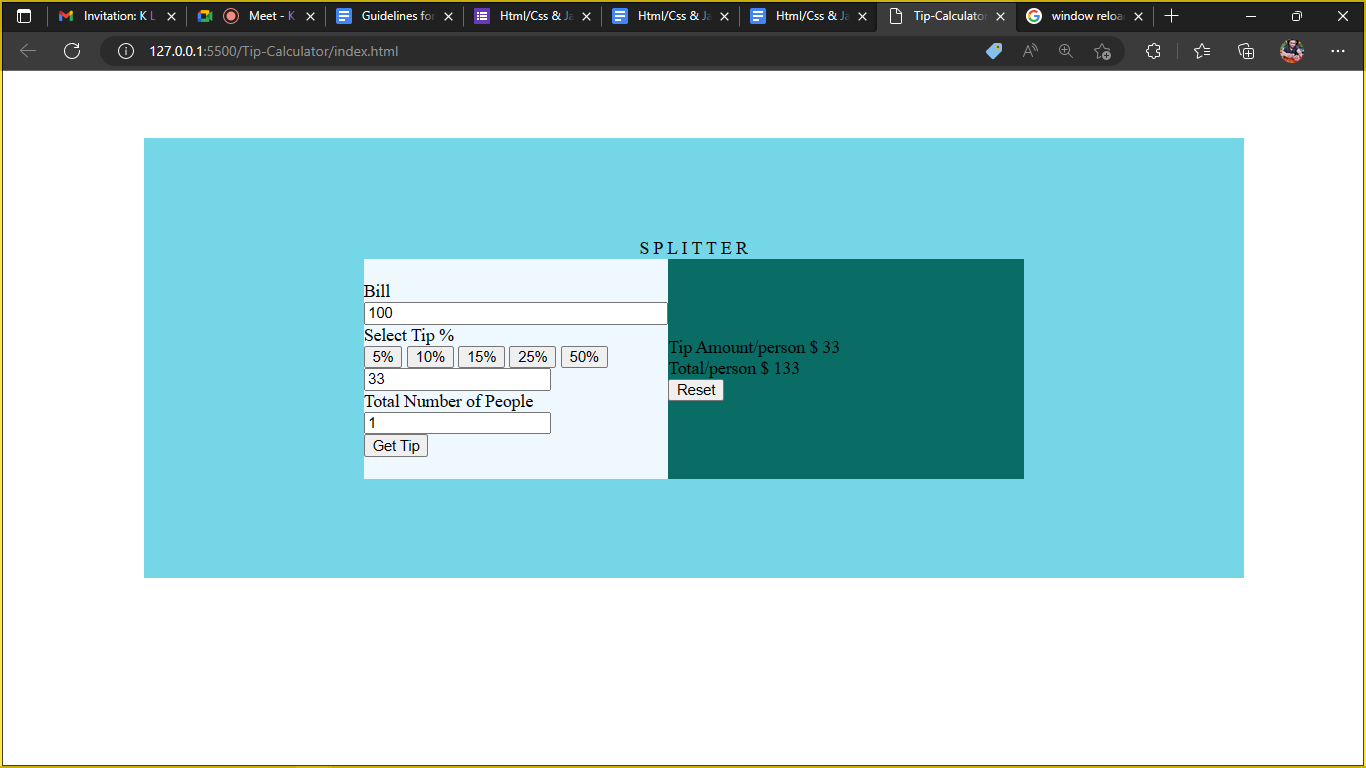 Invitation: K L
Meet - K
Guidelines for
Html/Css & Ja
Html/Css & Ja
Html/Css & Ja
Tip-Calculator
window reloa
127.0.0.1:5500/Tip-Calculator/index.html
SPLITTER
Bill
100
Select Tip %
5% 10% 15% 25% 50%
33
Total Number of People
1
Get Tip
Tip Amount/person $ 33
Total/person $ 133
Reset